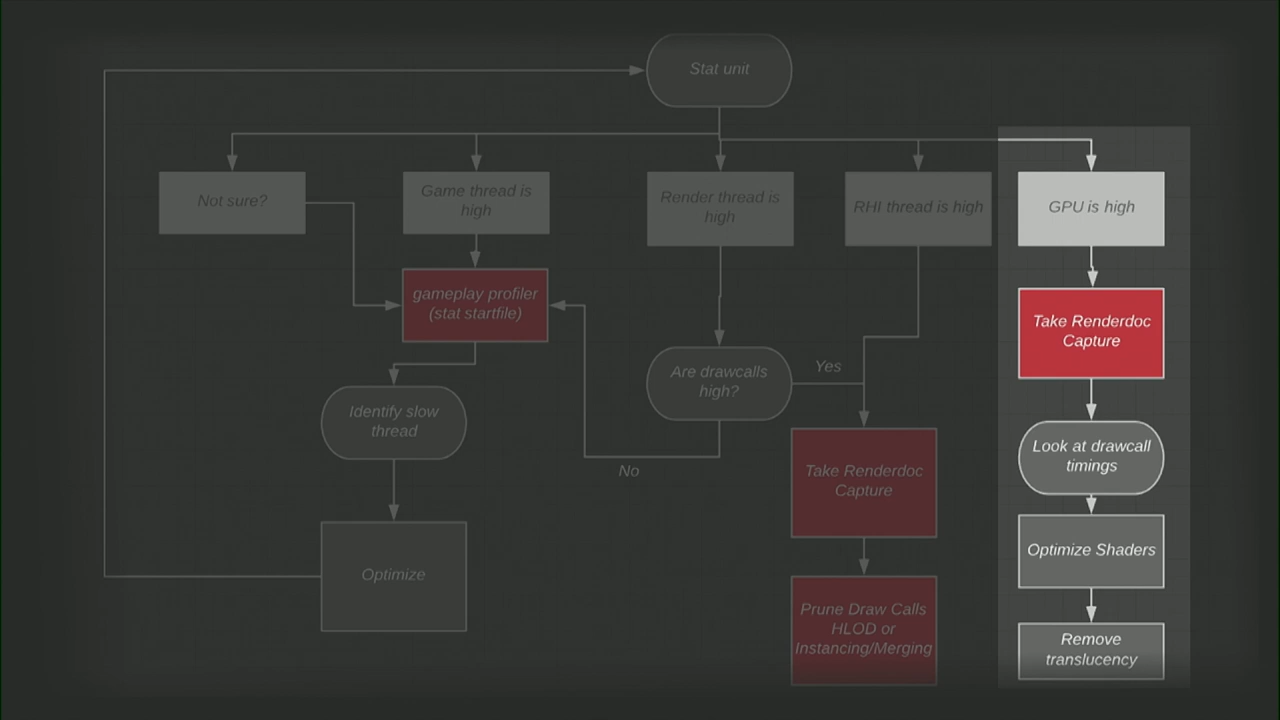 Stat unit
Not sure?
Game thread is
high
Render thread is
high
RHI thread is high
GPU is high
gameplay profiler
(stat startfile)
Take Renderdoc
Capture
Are drawcalls
high?
Yes
No
Identify slow
thread
Look at drawcall
timings
Take Renderdoc
Capture
Optimize
Optimize Shaders
Prune Draw Calls
HLOD or
Instancing/Merging
Remove
translucency